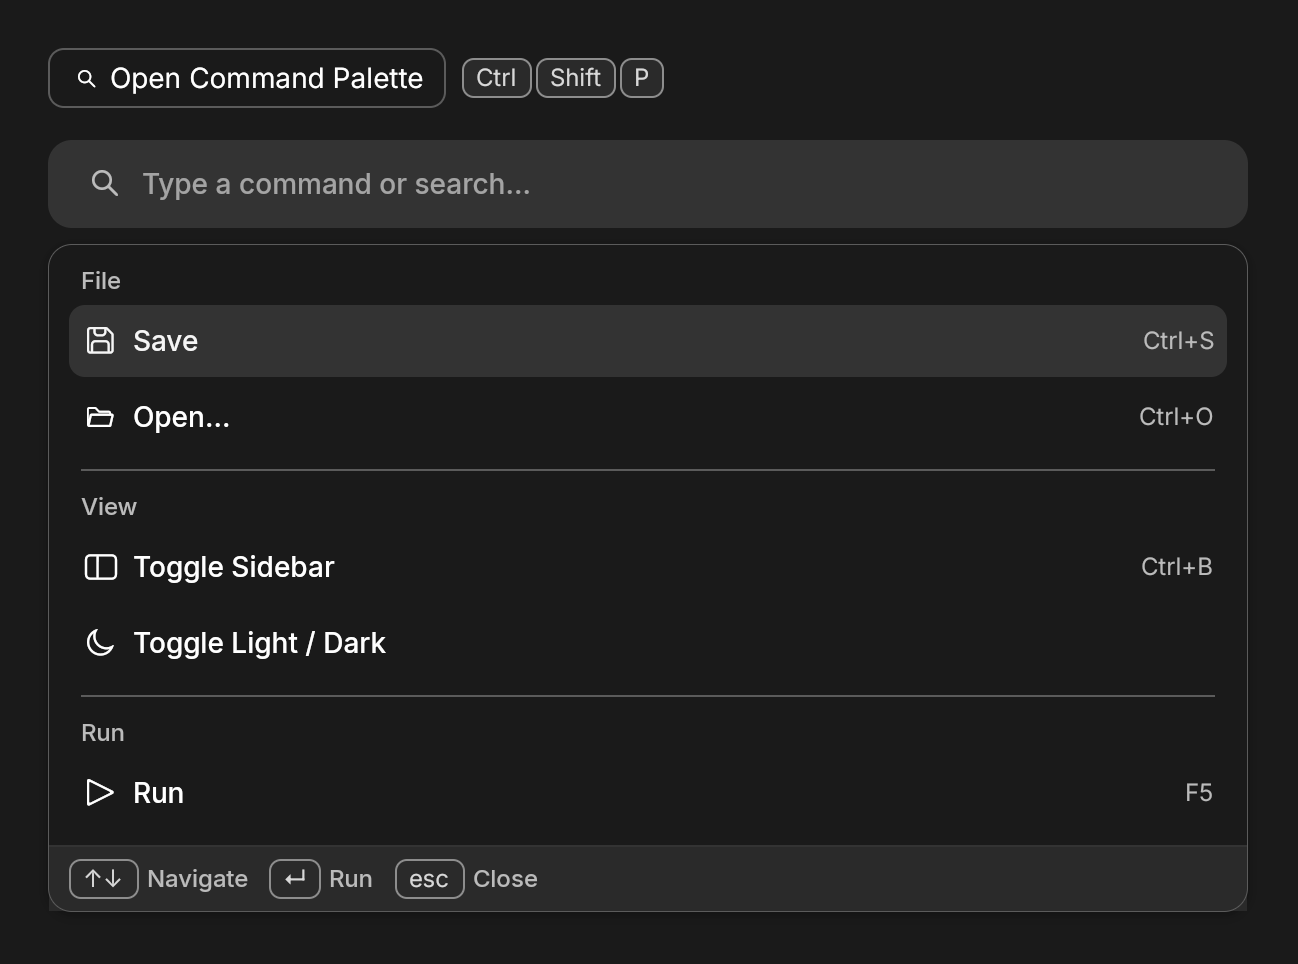 Open Command Palette Ctrl Shift P
Type a command or search...
File
Save Ctrl+S
Open... Ctrl+O
View
Toggle Sidebar Ctrl+B
Toggle Light / Dark
Run
Run F5
↑↓ Navigate ↵ Run esc Close